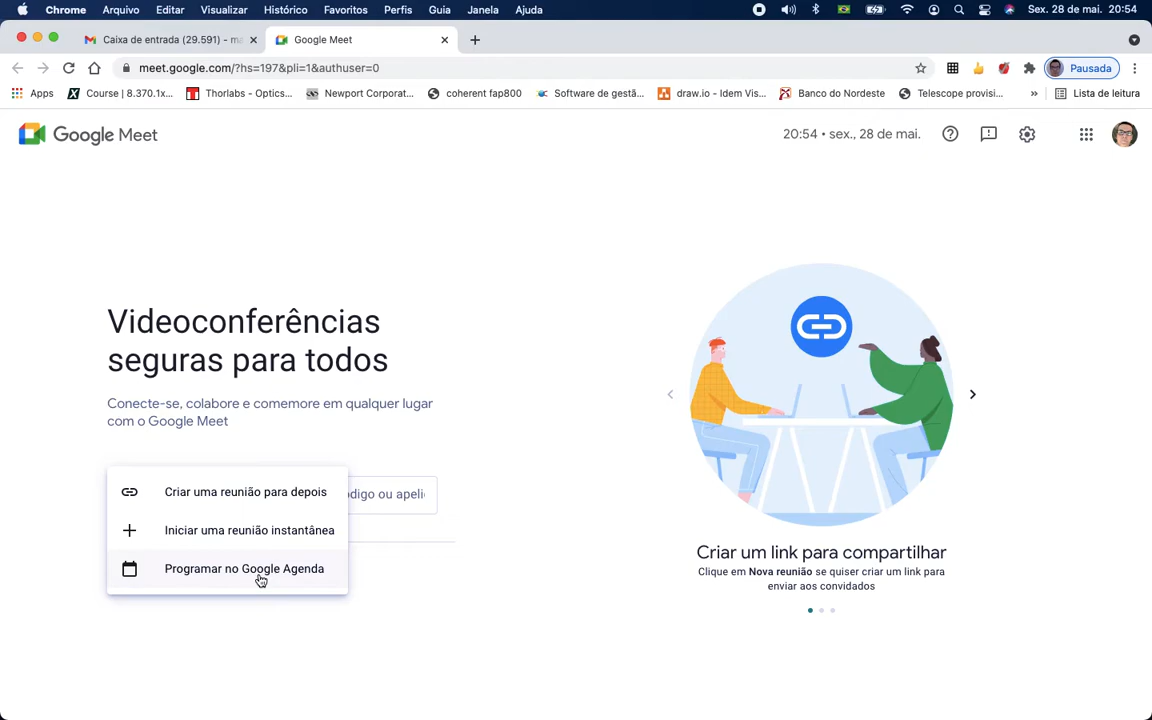 Chrome Arquivo Editar Visualizar Histórico Favoritos Perfis Guia Janela Ajuda Sex. 28 de mai. 20:54
Caixa de entrada (29.591) - ma Google Meet
meet.google.com/?hs=197&pli=1&authuser=0 Pausada
Apps Course | 8.370.1x... Thorlabs - Optics... Newport Corporat... coherent fap800 Software de gestã... draw.io - Idem Vis... Banco do Nordeste Telescope provisi... » Lista de leitura
Google Meet 20:54 • sex., 28 de mai.
Videoconferências
seguras para todos
Conecte-se, colabore e comemore em qualquer lugar
com o Google Meet
Criar uma reunião para depois
ódigo ou apeli
Iniciar uma reunião instantânea
Programar no Google Agenda
Criar um link para compartilhar
Clique em Nova reunião se quiser criar um link para
enviar aos convidados